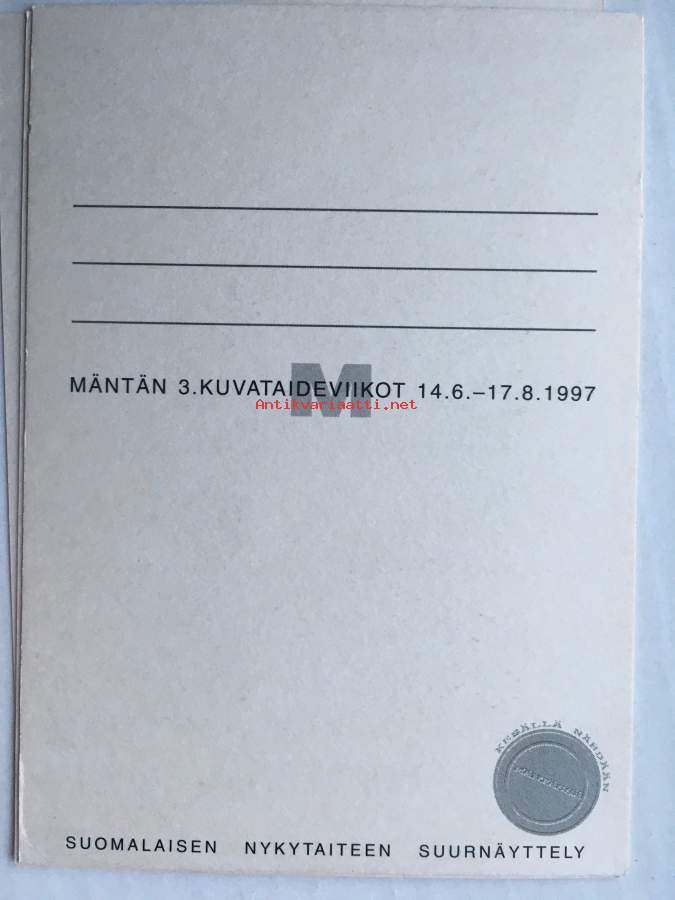 M
MÄNTÄN 3.KUVATAIDEVIIKOT 14.6.–17.8.1997
Antikvariaatti.net
KESÄLLÄ NÄHDÄÄN
SUOMALAISEN NYKYTAITEEN SUURNÄYTTELY